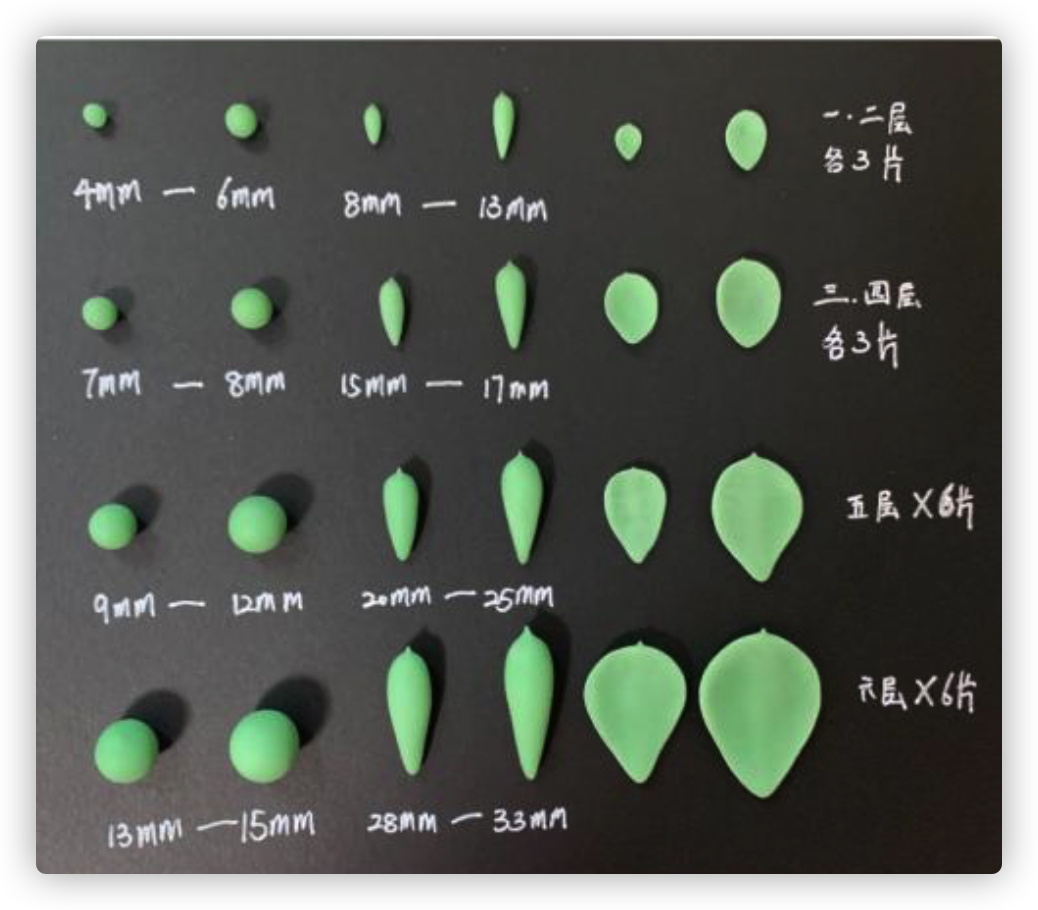 一.二层
各3片
4mm — 6mm 8mm — 13mm
三.四层
各3片
7mm — 8mm 15mm — 17mm
五层X6片
9mm — 12mm 20mm — 25mm
六层X6片
13mm — 15mm 28mm — 33mm